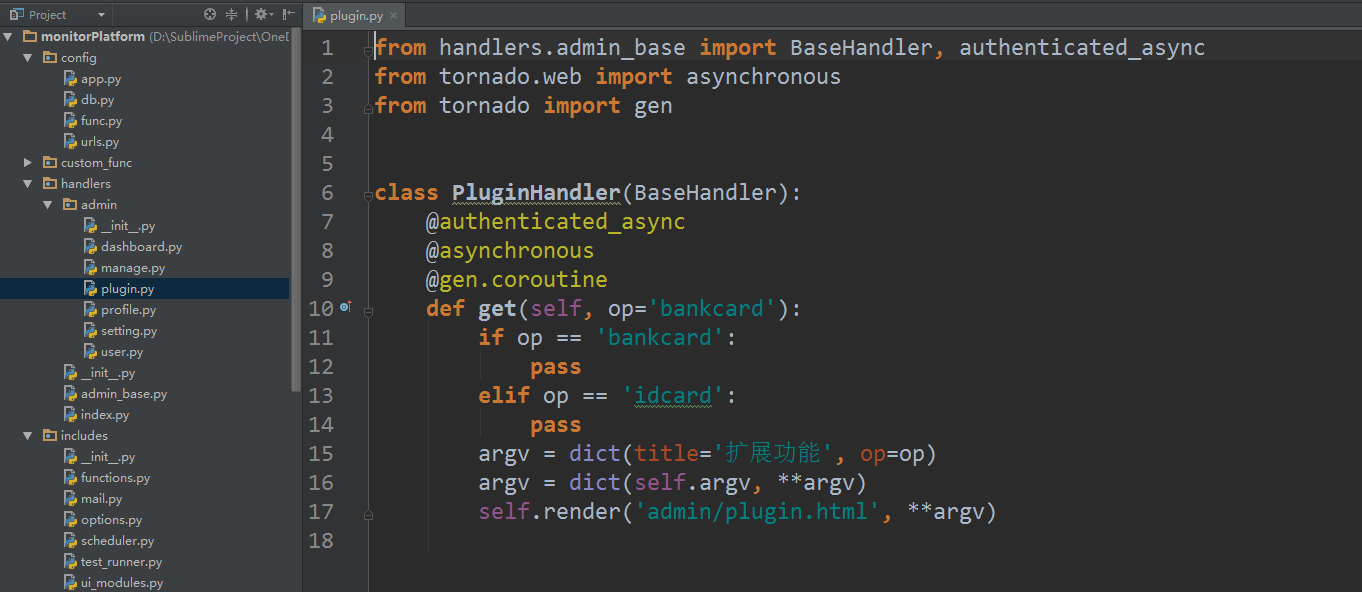 Project
plugin.py
monitorPlatform (D:\SublimeProject\OneD
config
app.py
db.py
func.py
urls.py
custom_func
handlers
admin
__init__.py
dashboard.py
manage.py
plugin.py
profile.py
setting.py
user.py
__init__.py
admin_base.py
index.py
includes
__init__.py
functions.py
mail.py
options.py
scheduler.py
test_runner.py
ui_modules.py
1 from handlers.admin_base import BaseHandler, authenticated_async
2 from tornado.web import asynchronous
3 from tornado import gen
4
5
6 class PluginHandler(BaseHandler):
7     @authenticated_async
8     @asynchronous
9     @gen.coroutine
10     def get(self, op='bankcard'):
11         if op == 'bankcard':
12             pass
13         elif op == 'idcard':
14             pass
15         argv = dict(title='扩展功能', op=op)
16         argv = dict(self.argv, **argv)
17         self.render('admin/plugin.html', **argv)
18